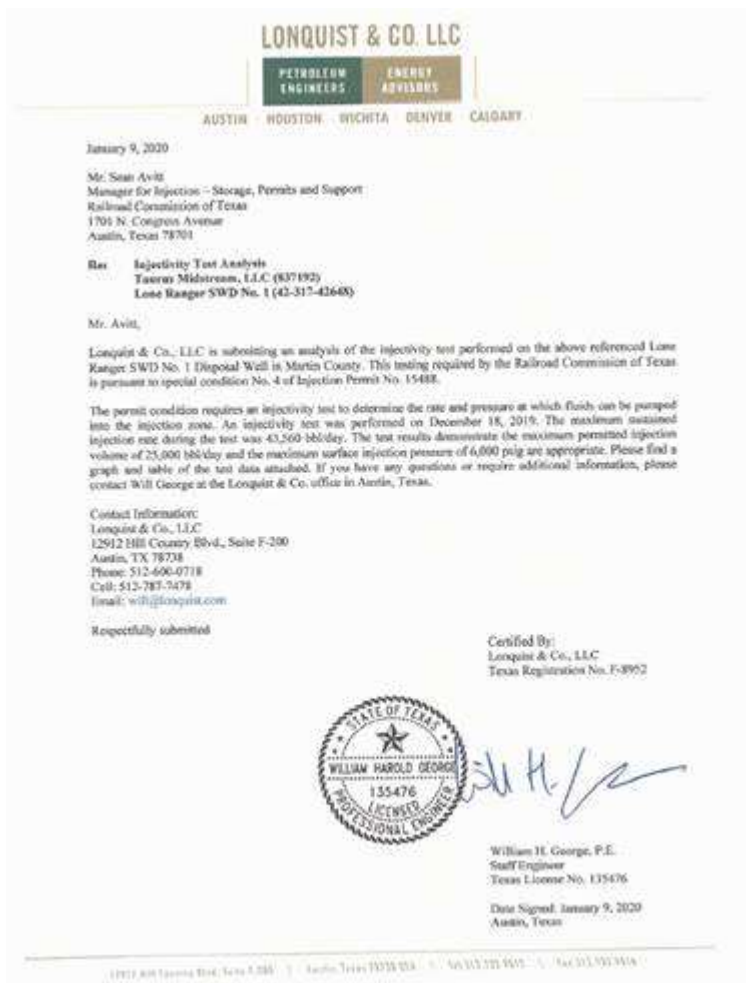 LONQUIST & CO. LLC
PETROLEUM ENERGY
ENGINEERS ADVISORS
AUSTIN HOUSTON WICHITA DENVER CALGARY
January 9, 2020
Mr. Sean Avitt
Manager for Injection – Storage, Permits and Support
Railroad Commission of Texas
1701 N. Congress Avenue
Austin, Texas 78701
Re: Injectivity Test Analysis
Taurus Midstream, LLC (837192)
Lone Ranger SWD No. 1 (42-317-42648)
Mr. Avitt,
Lonquist & Co., LLC is submitting an analysis of the injectivity test performed on the above referenced Lone
Ranger SWD No. 1 Disposal Well in Martin County. This testing required by the Railroad Commission of Texas
is pursuant to special condition No. 4 of Injection Permit No. 15488.
The permit condition requires an injectivity test to determine the rate and pressure at which fluids can be pumped
into the injection zone. An injectivity test was performed on December 18, 2019. The maximum sustained
injection rate during the test was 43,560 bbl/day. The test results demonstrate the maximum permitted injection
volume of 25,000 bbl/day and the maximum surface injection pressure of 6,000 psig are appropriate. Please find a
graph and table of the test data attached. If you have any questions or require additional information, please
contact Will George at the Lonquist & Co. office in Austin, Texas.
Contact Information:
Lonquist & Co., LLC
12912 Hill Country Blvd., Suite F-200
Austin, TX 78738
Phone: 512-600-0718
Cell: 512-787-7478
Email: will@lonquist.com
Respectfully submitted
Certified By:
Lonquist & Co., LLC
Texas Registration No. F-8952
STATE OF TEXAS
WILLIAM HAROLD GEORGE
135476
LICENSED
PROFESSIONAL ENGINEER
William H. George, P.E.
Staff Engineer
Texas License No. 135476
Date Signed: January 9, 2020
Austin, Texas